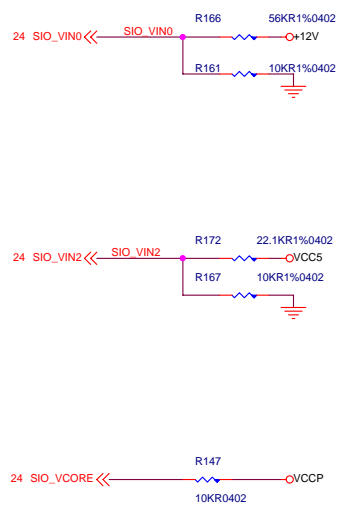 R166 56KR1%0402
24 SIO_VIN0 SIO_VIN0 +12V
R161 10KR1%0402
R172 22.1KR1%0402
24 SIO_VIN2 SIO_VIN2 VCC5
R167 10KR1%0402
R147
24 SIO_VCORE VCCP
10KR0402